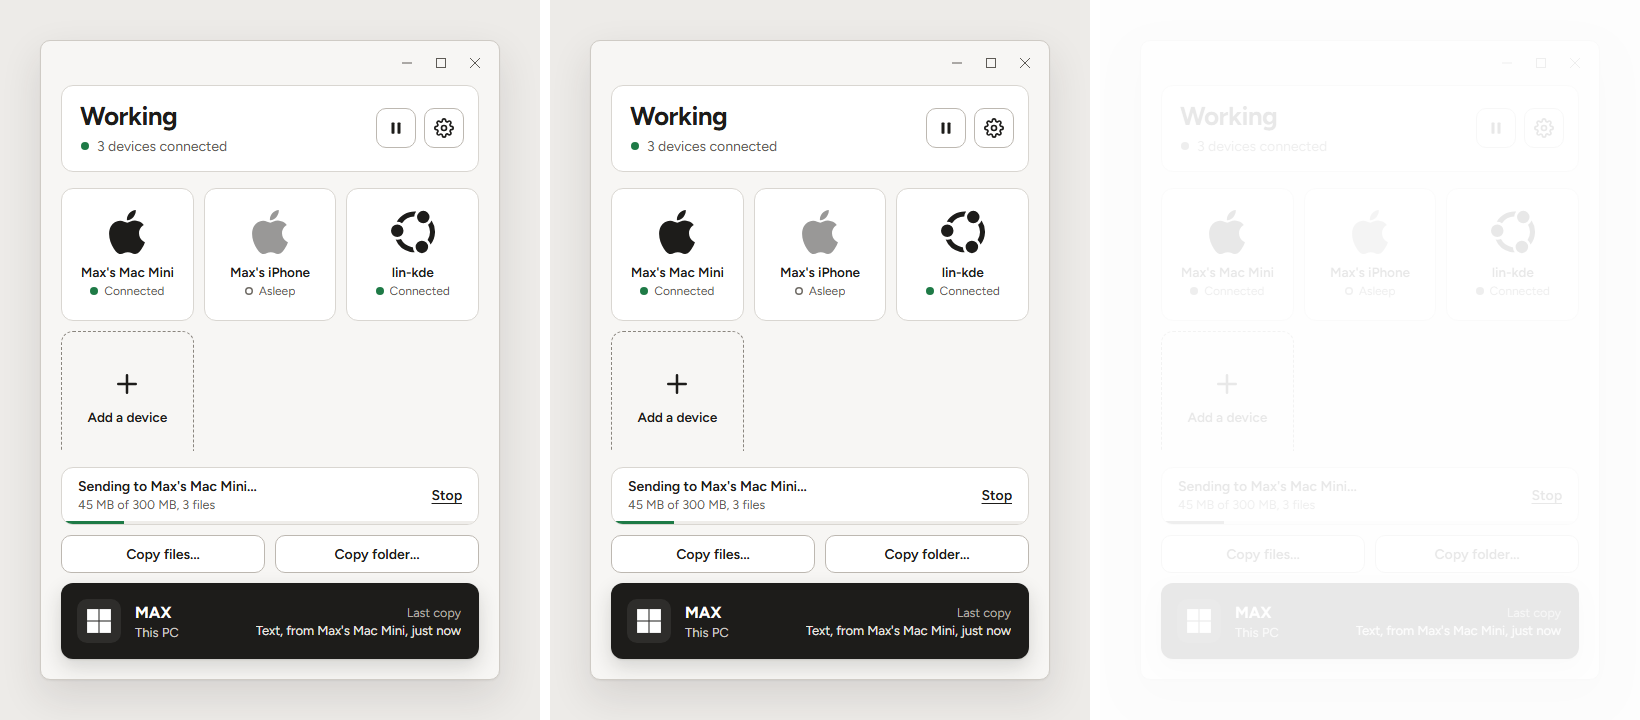 Working
3 devices connected
Max's Mac Mini
Connected
Max's iPhone
Asleep
lin-kde
Connected
Add a device
Sending to Max's Mac Mini...
45 MB of 300 MB, 3 files
Stop
Copy files...
Copy folder...
MAX
This PC
Last copy
Text, from Max's Mac Mini, just now
Working
3 devices connected
Max's Mac Mini
Connected
Max's iPhone
Asleep
lin-kde
Connected
Add a device
Sending to Max's Mac Mini...
45 MB of 300 MB, 3 files
Stop
Copy files...
Copy folder...
MAX
This PC
Last copy
Text, from Max's Mac Mini, just now
Working
3 devices connected
Max's Mac Mini
Connected
Max's iPhone
Asleep
lin-kde
Connected
Add a device
Sending to Max's Mac Mini...
45 MB of 300 MB, 3 files
Stop
Copy files...
Copy folder...
MAX
This PC
Last copy
Text, from Max's Mac Mini, just now